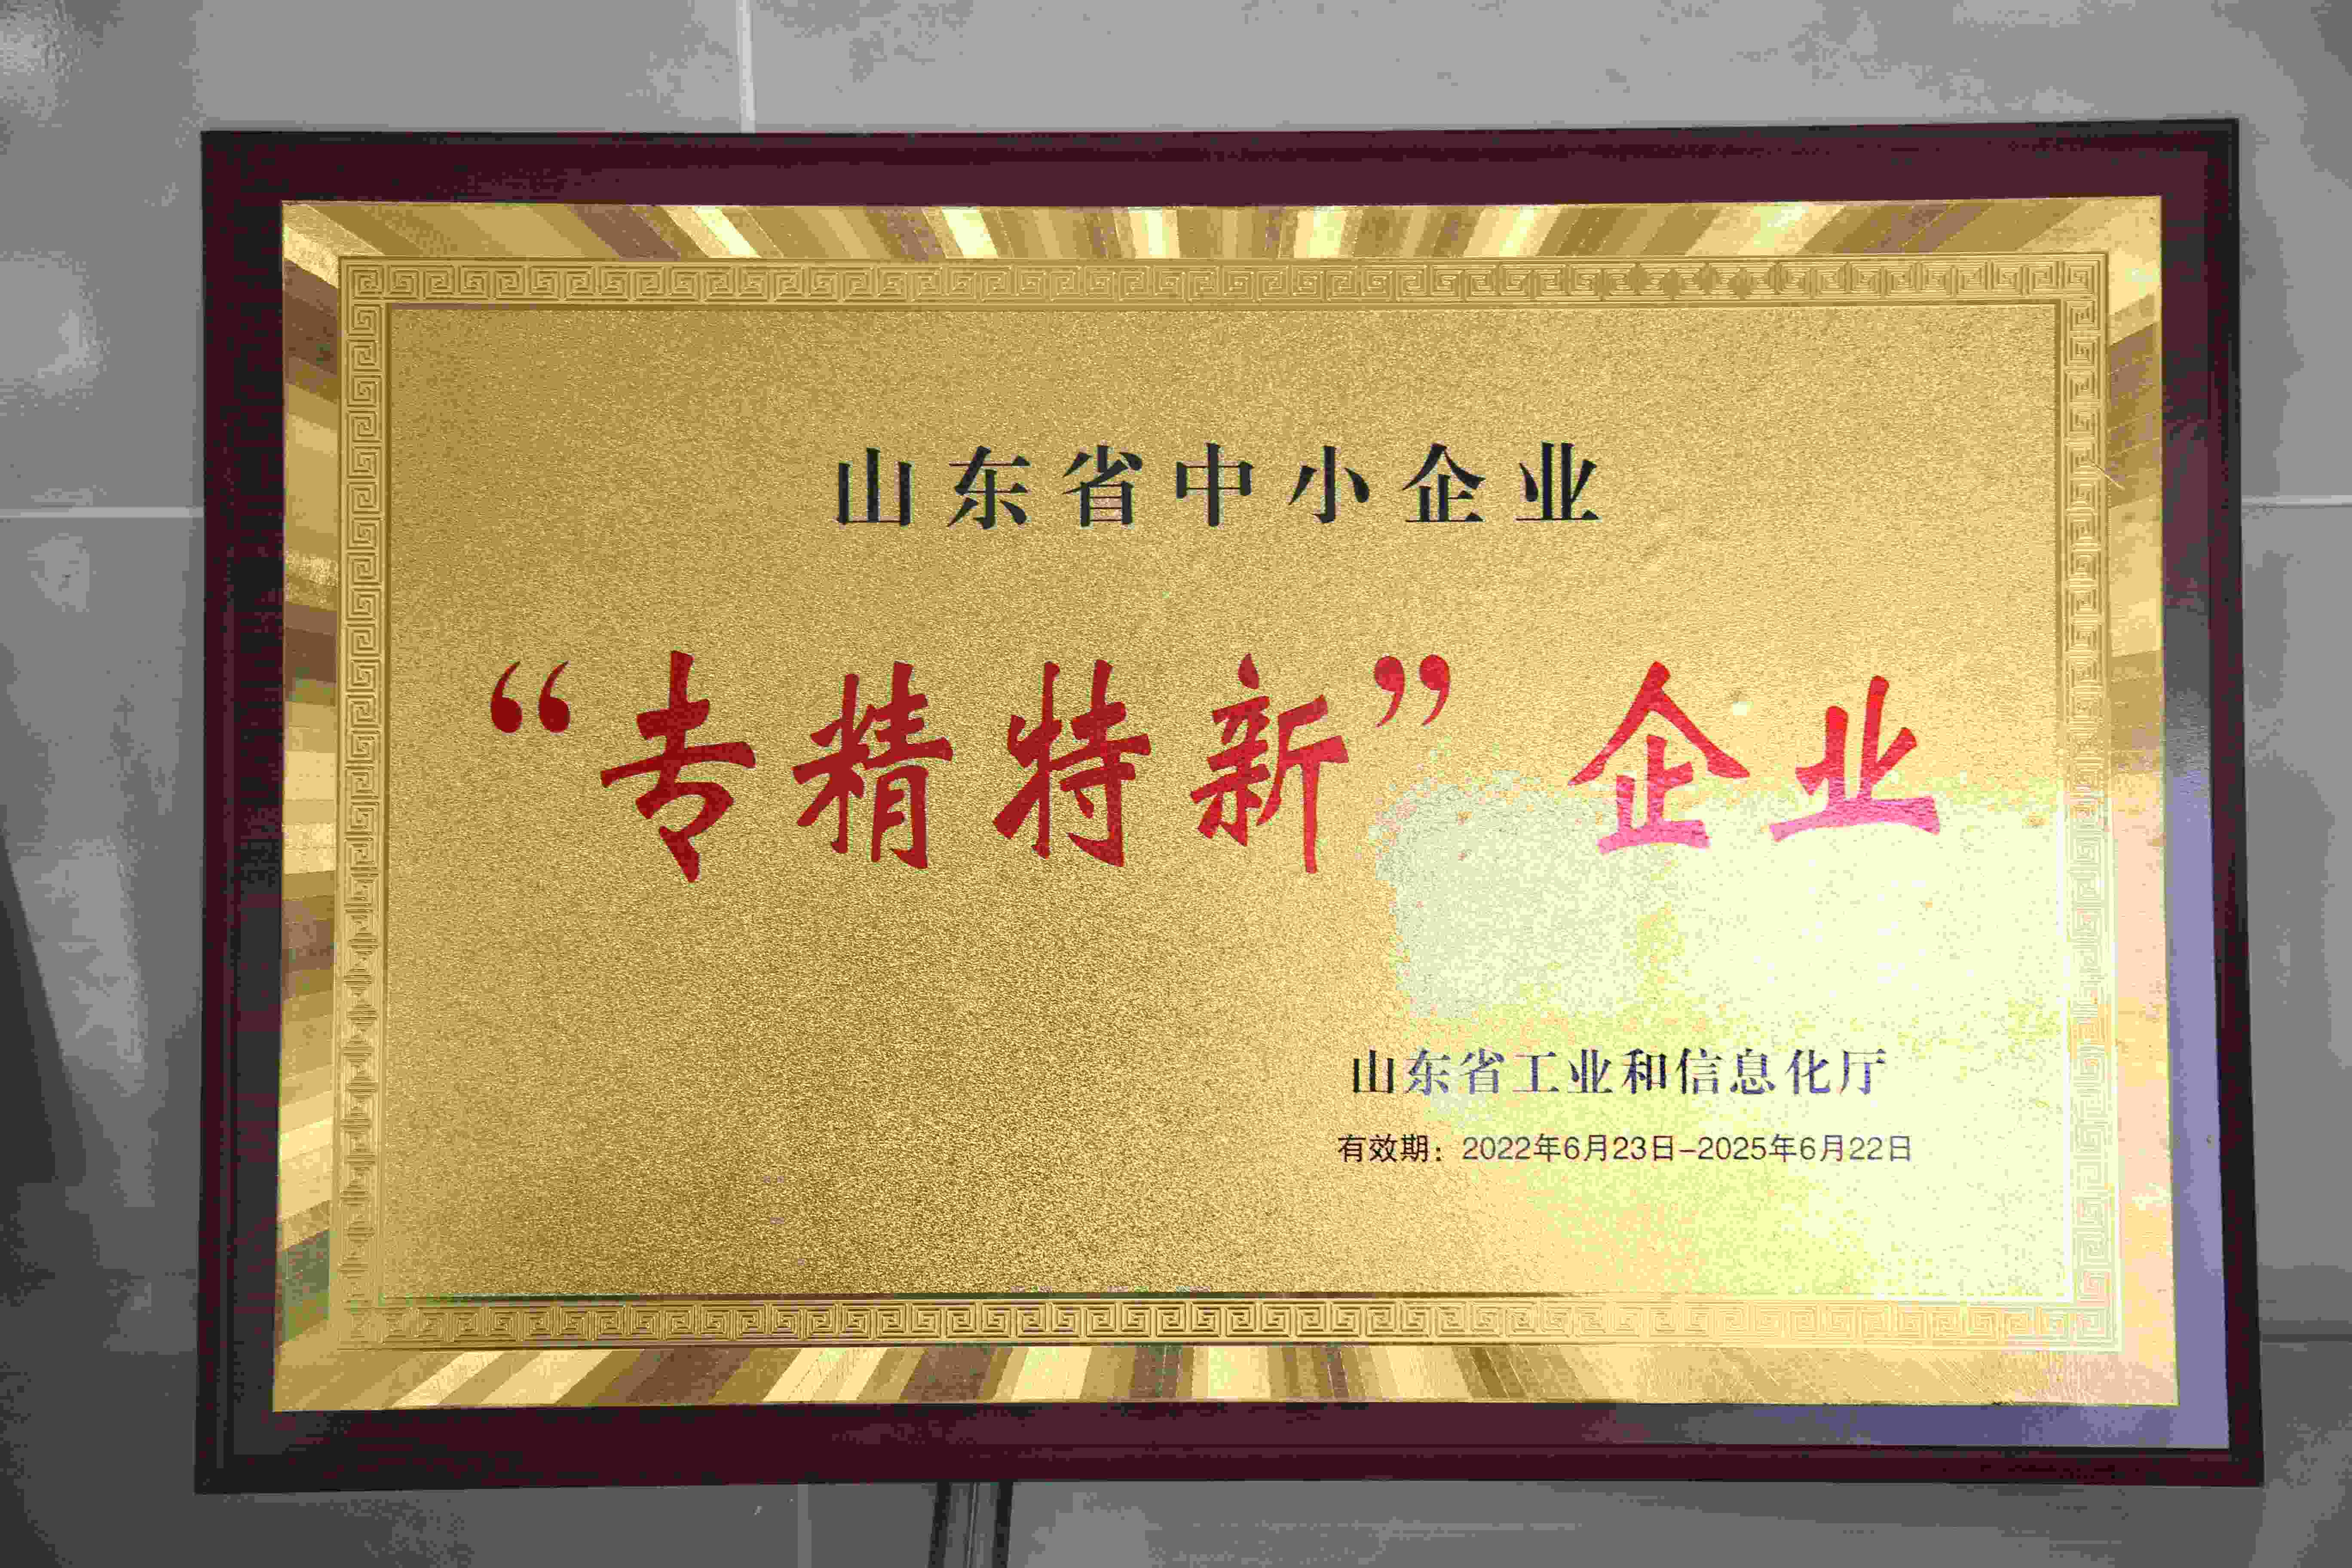 山东省中小企业
“专精特新” 企业
山东省工业和信息化厅
有效期：2022年6月23日-2025年6月22日